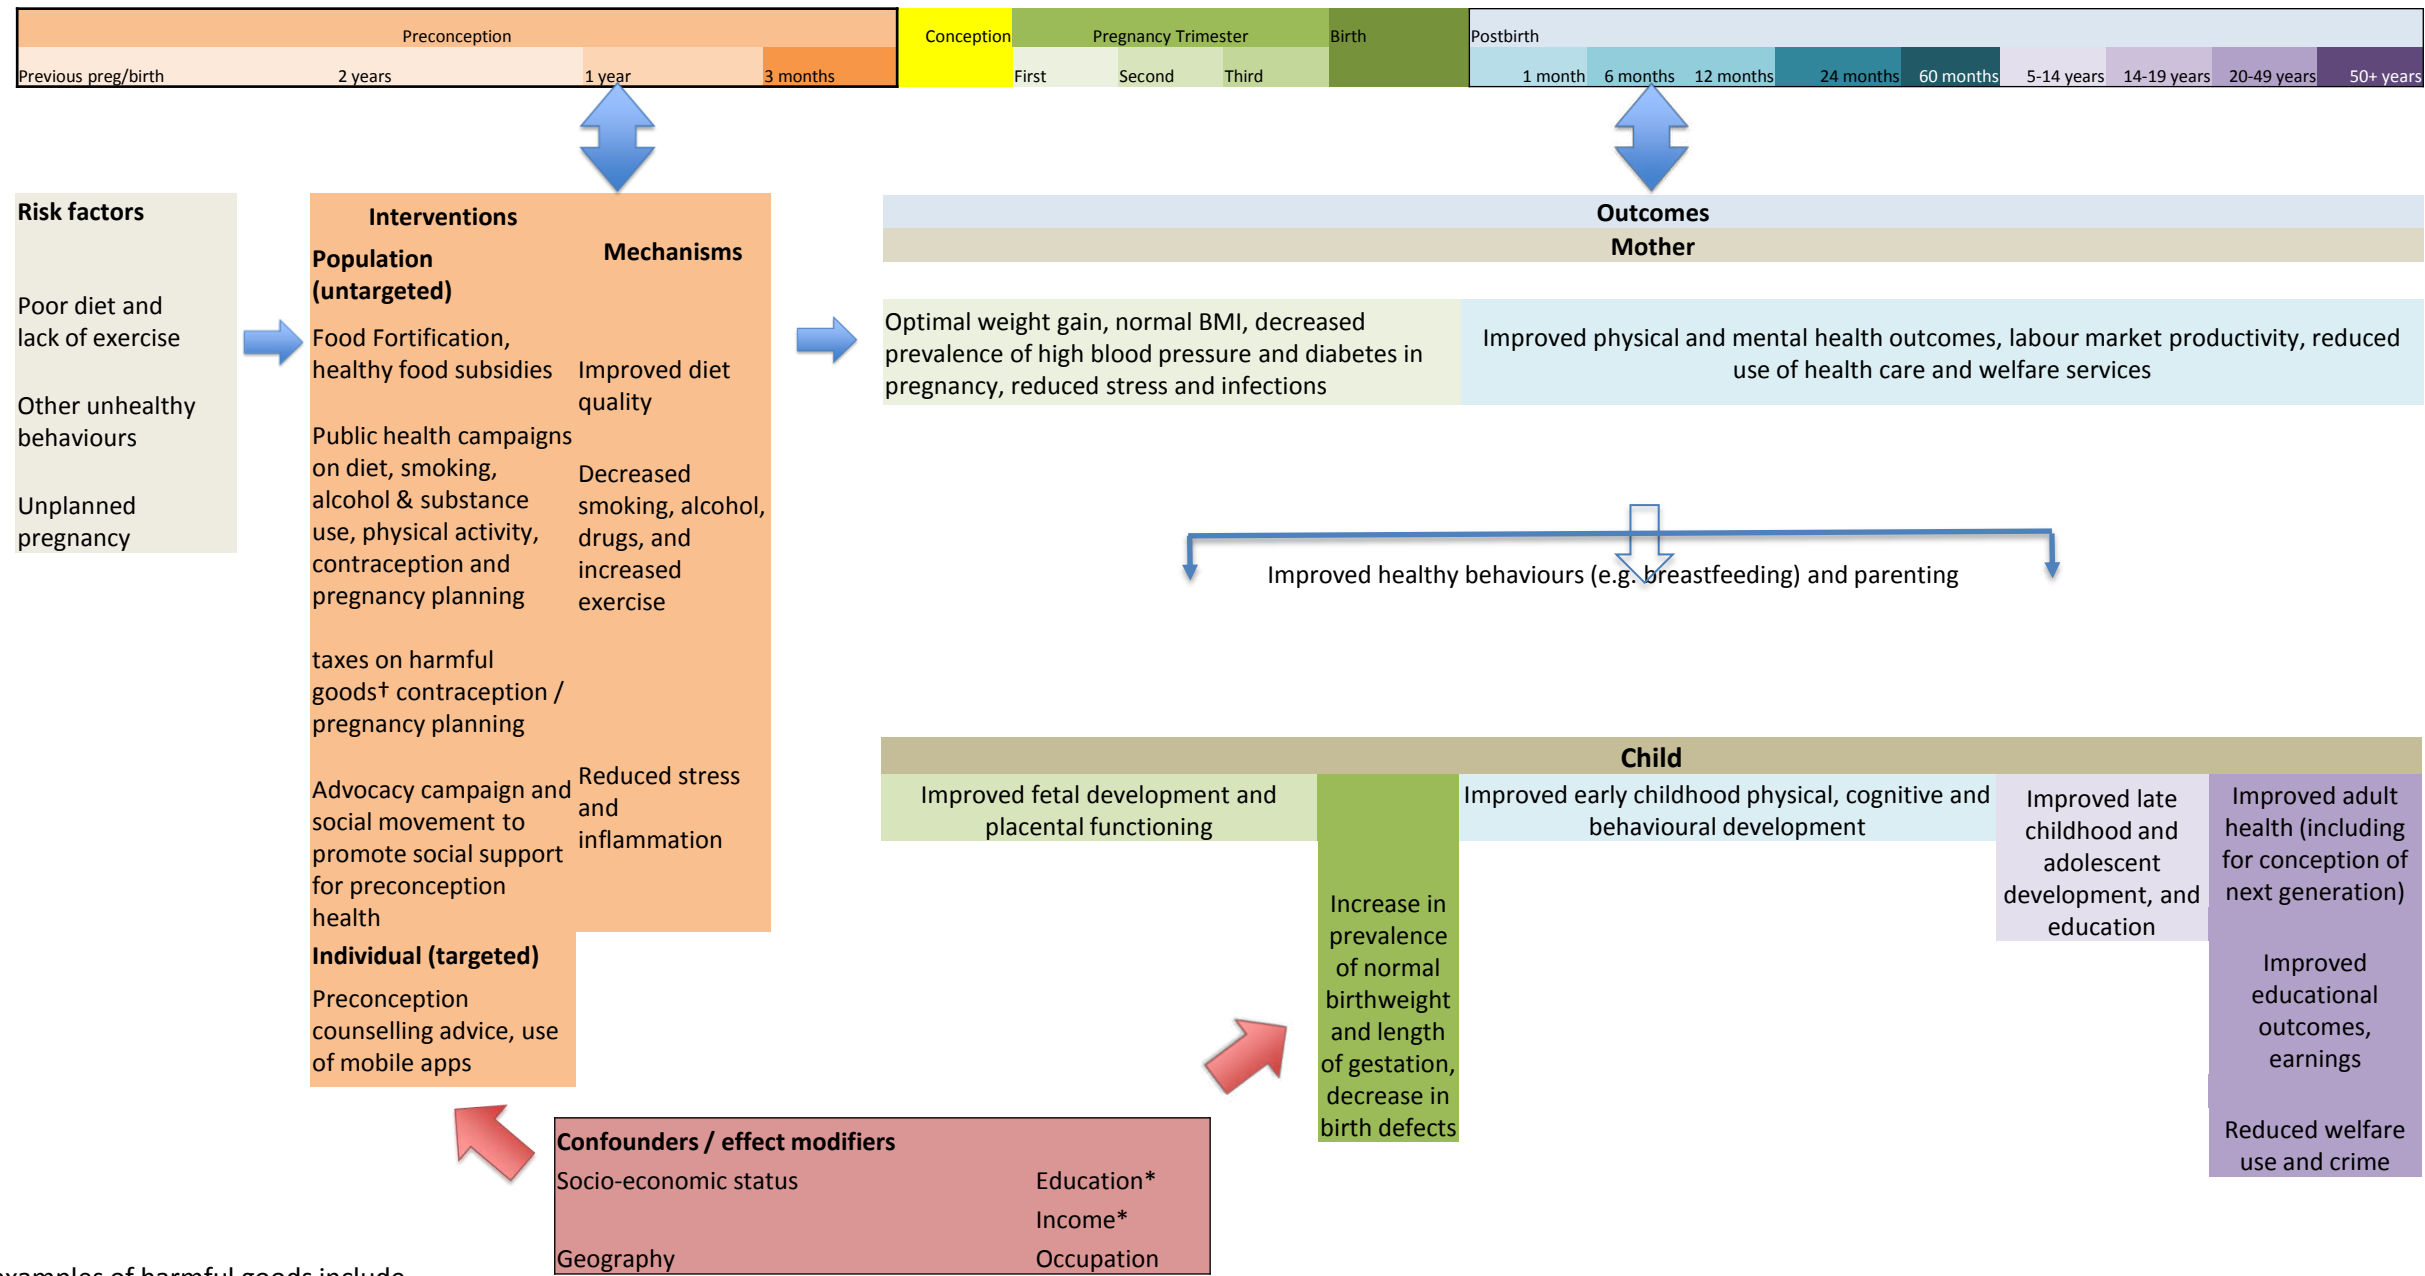 Preconception
Conception
Pregnancy Trimester
Birth
Postbirth
Previous preg/birth
2 years
1 year
3 months
First
Second
Third
1 month
6 months
12 months
24 months
60 months
5-14 years
14-19 years
20-49 years
50+ years
Risk factors
Poor diet and
lack of exercise
Other unhealthy
behaviours
Unplanned
pregnancy
Interventions
Population
(untargeted)
Food Fortification,
healthy food subsidies
Public health campaigns
on diet, smoking,
alcohol & substance
use, physical activity,
contraception and
pregnancy planning
taxes on harmful
goods† contraception /
pregnancy planning
Advocacy campaign and
social movement to
promote social support
for preconception
health
Individual (targeted)
Preconception
counselling advice, use
of mobile apps
Mechanisms
Improved diet
quality
Decreased
smoking, alcohol,
drugs, and
increased
exercise
Reduced stress
and
inflammation
Outcomes
Mother
Optimal weight gain, normal BMI, decreased
prevalence of high blood pressure and diabetes in
pregnancy, reduced stress and infections
Improved physical and mental health outcomes, labour market productivity, reduced
use of health care and welfare services
Improved healthy behaviours (e.g. breastfeeding) and parenting
Child
Improved fetal development and
placental functioning
Increase in
prevalence
of normal
birthweight
and length
of gestation,
decrease in
birth defects
Improved early childhood physical, cognitive and
behavioural development
Improved late
childhood and
adolescent
development, and
education
Improved adult
health (including
for conception of
next generation)
Improved
educational
outcomes,
earnings
Reduced welfare
use and crime
Confounders / effect modifiers
Socio-economic status
Education*
Income*
Geography
Occupation
examples of harmful goods include